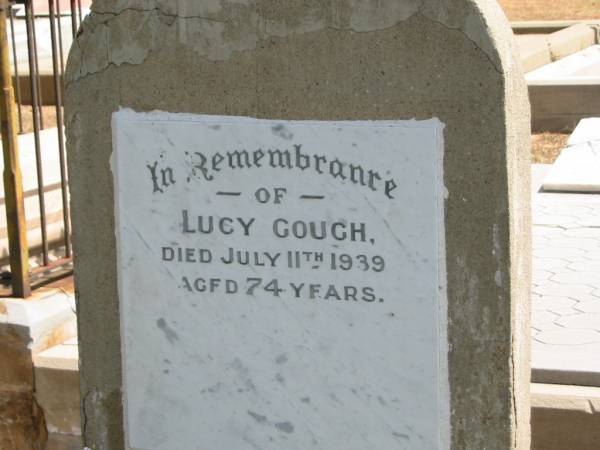 In Remembrance
— OF —
LUCY GOUGH,
DIED JULY 11TH 1939
AGED 74 YEARS.